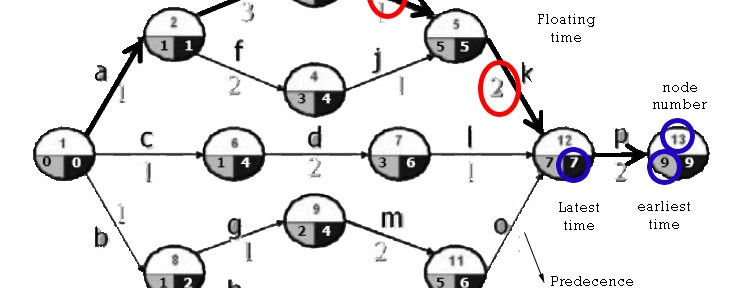 3
1
2
1 1
5
5 5
Floating
time
a
1
f
2
4
3 4
j
1
k
2
node
number
1
0 0
c
1
6
1 4
d
2
7
3 6
l
1
12
7 7
p
2
13
9 9
b
1
g
1
9
2 4
m
2
o
Latest
time
earliest
time
8
1 2
11
5 6
Predecence